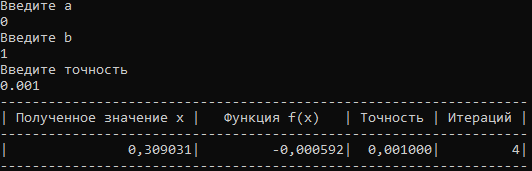 Введите a
0
Введите b
1
Введите точность
0.001
--------------------------------------------------------------------
| Полученное значение x |   Функция f(x)   | Точность | Итераций |
--------------------------------------------------------------------
|               0,309031|         -0,000592|  0,001000|         4|
--------------------------------------------------------------------